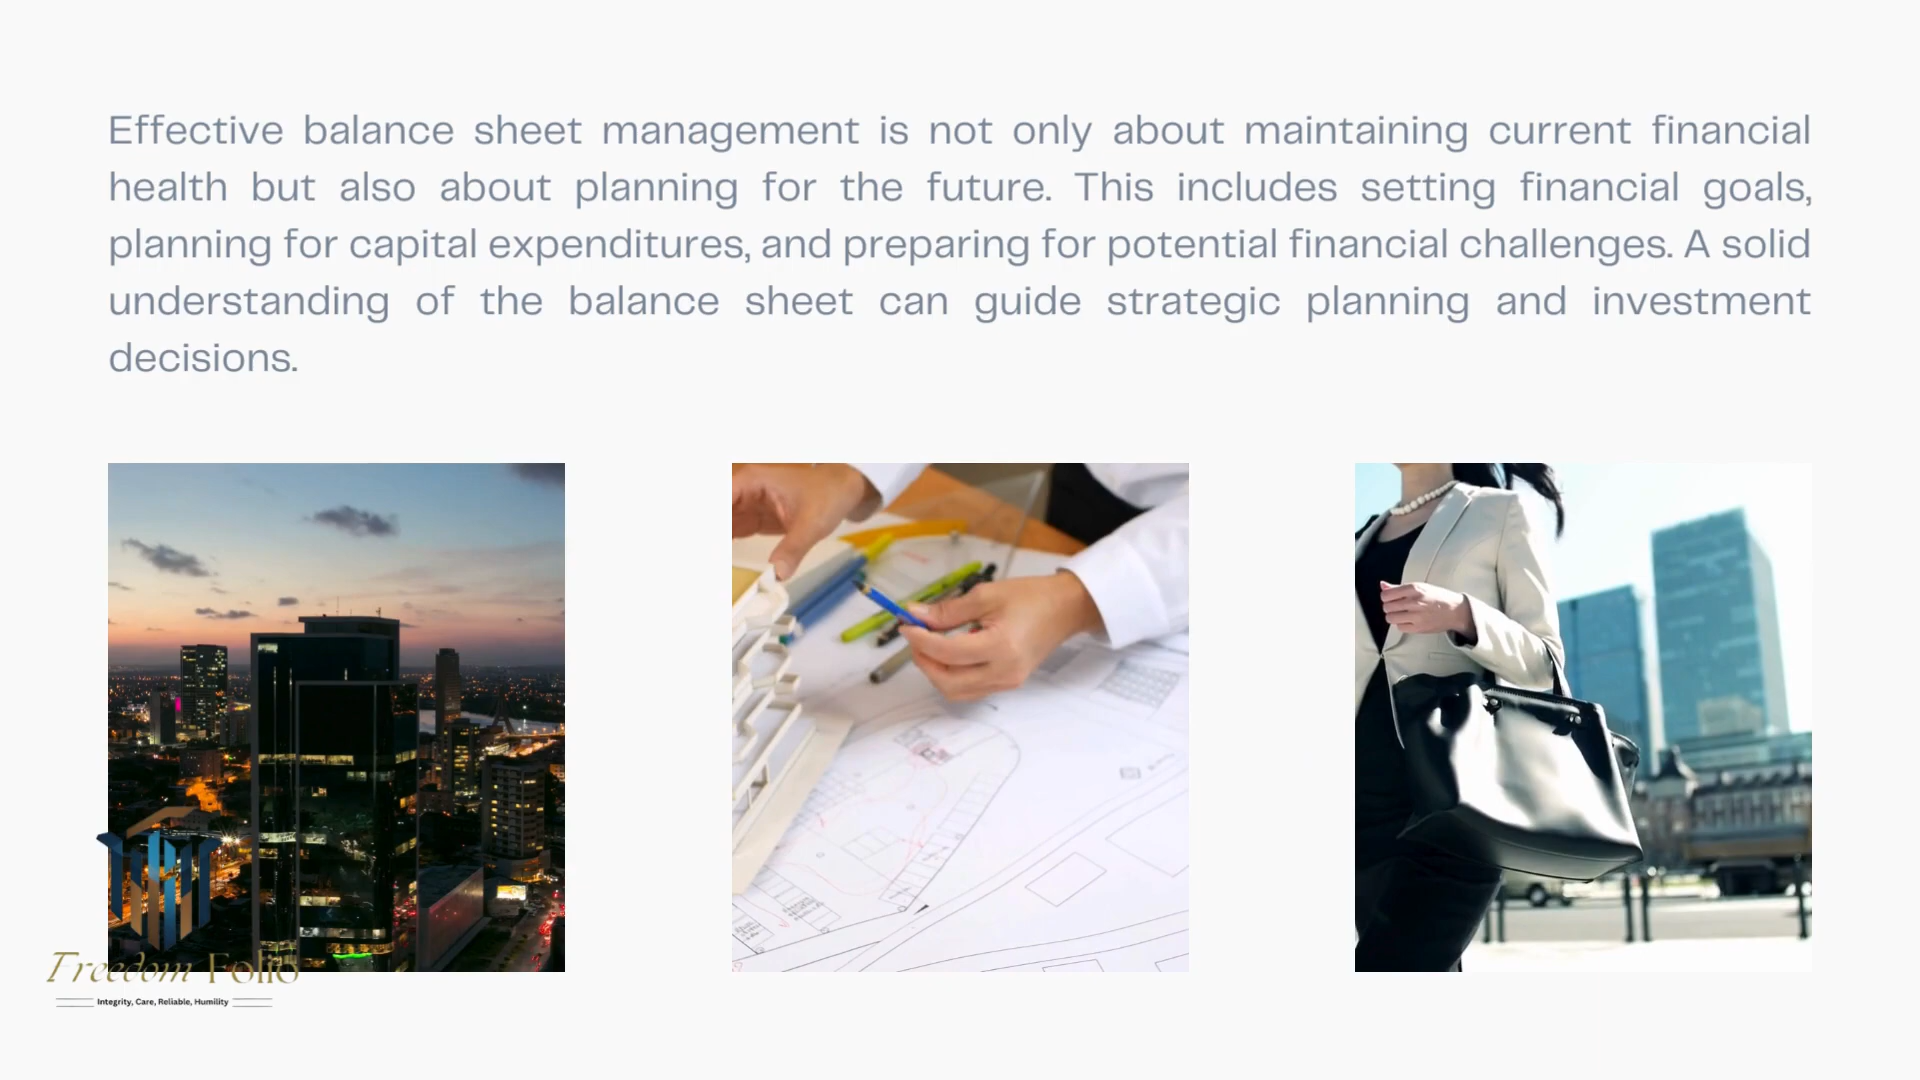 Effective balance sheet management is not only about maintaining current financial
health but also about planning for the future. This includes setting financial goals,
planning for capital expenditures, and preparing for potential financial challenges. A solid
understanding of the balance sheet can guide strategic planning and investment
decisions.
Freedom Folio
Integrity, Care, Reliable, Humility